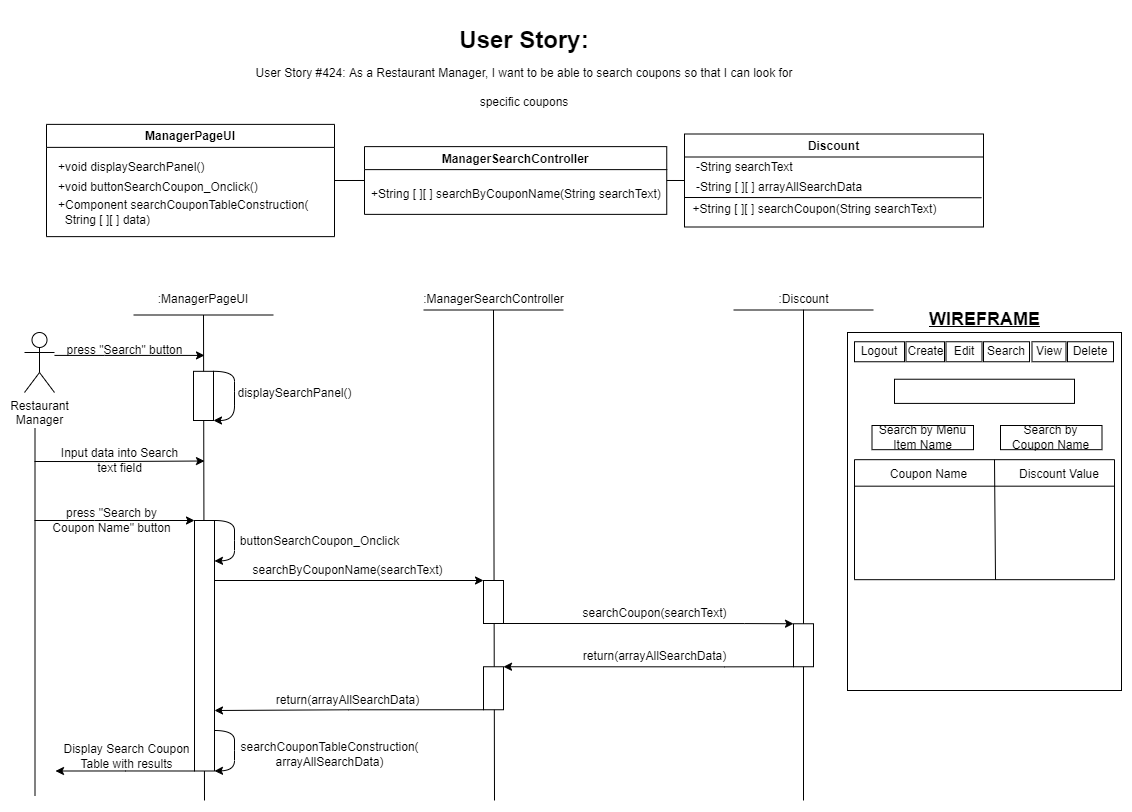 User Story:
User Story #424: As a Restaurant Manager, I want to be able to search coupons so that I can look for
specific coupons
ManagerPageUI
+void displaySearchPanel()
+void buttonSearchCoupon_Onclick()
+Component searchCouponTableConstruction(
String [ ][ ] data)
ManagerSearchController
+String [ ][ ] searchByCouponName(String searchText)
Discount
-String searchText
-String [ ][ ] arrayAllSearchData
+String [ ][ ] searchCoupon(String searchText)
:ManagerPageUI
:ManagerSearchController
:Discount
press "Search" button
displaySearchPanel()
Restaurant
Manager
Input data into Search
text field
press "Search by
Coupon Name" button
buttonSearchCoupon_Onclick
searchByCouponName(searchText)
searchCoupon(searchText)
return(arrayAllSearchData)
return(arrayAllSearchData)
searchCouponTableConstruction(
arrayAllSearchData)
Display Search Coupon
Table with results
WIREFRAME
Logout
Create
Edit
Search
View
Delete
Search by Menu
Item Name
Search by
Coupon Name
Coupon Name
Discount Value